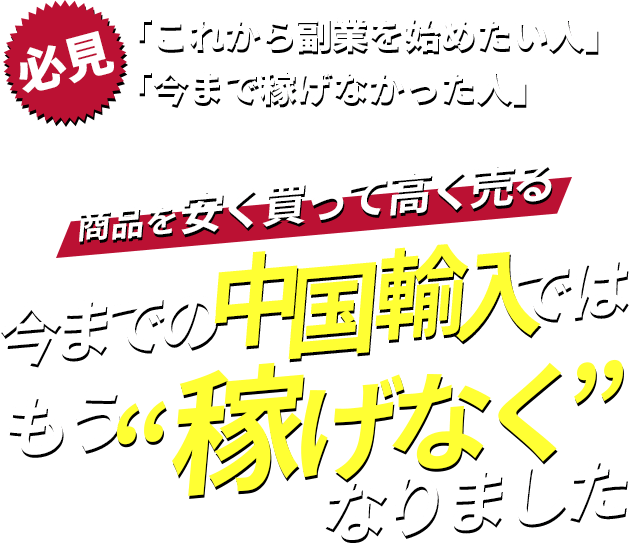 必見
「これから副業を始めたい人」
「今まで稼げなかった人」
商品を安く買って高く売る
今までの中国輸入では
もう“稼げなく”
なりました